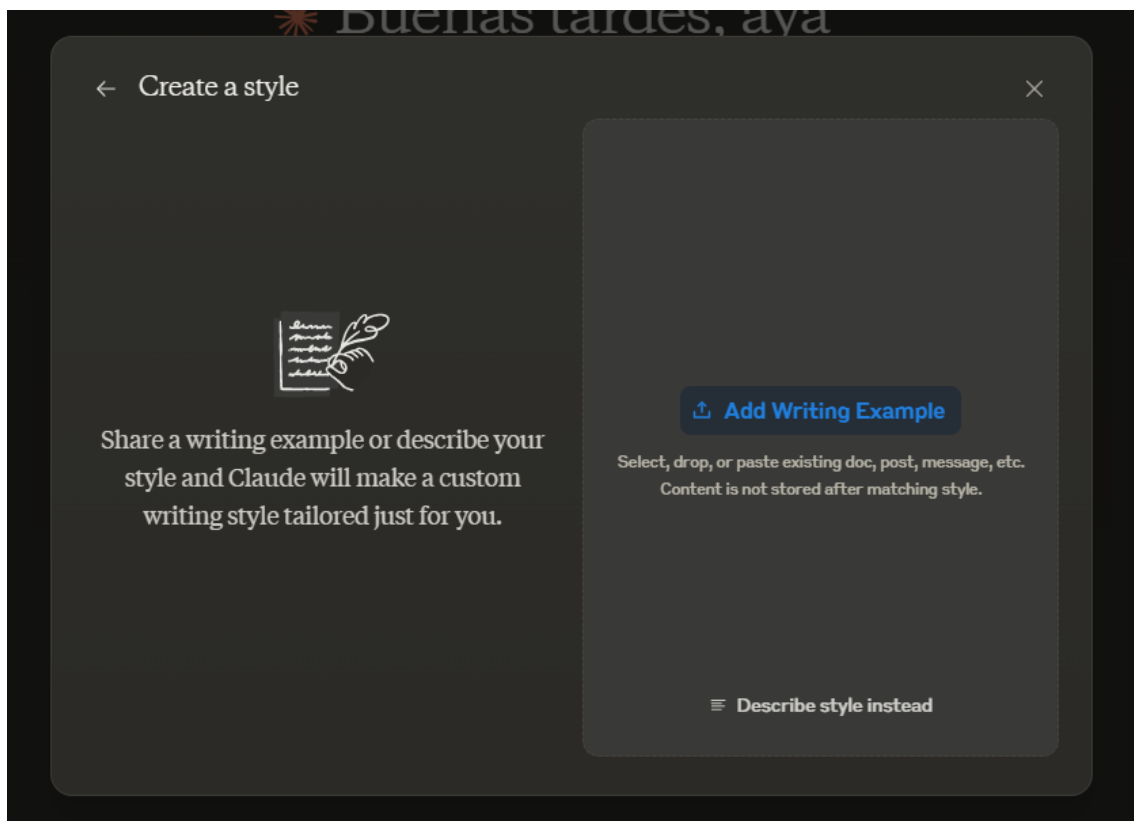 Buenas tardes, aya
Create a style
Share a writing example or describe your
style and Claude will make a custom
writing style tailored just for you.
Add Writing Example
Select, drop, or paste existing doc, post, message, etc.
Content is not stored after matching style.
Describe style instead